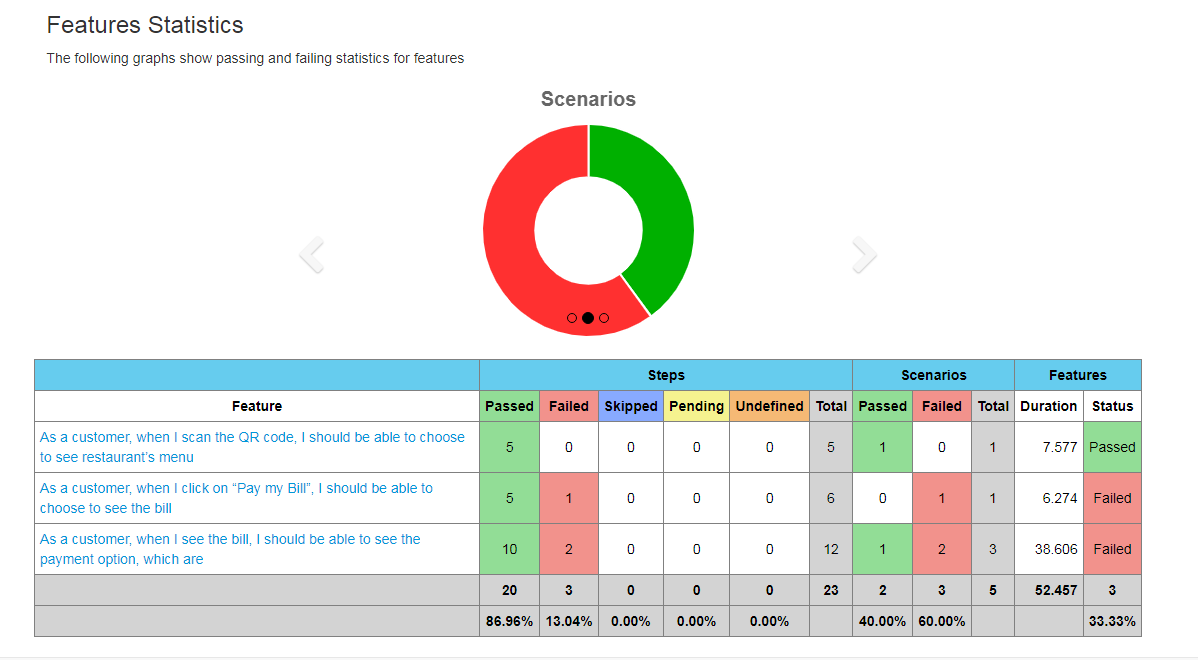 Features Statistics
The following graphs show passing and failing statistics for features
Scenarios
Steps Scenarios Features
Feature Passed Failed Skipped Pending Undefined Total Passed Failed Total Duration Status
As a customer, when I scan the QR code, I should be able to choose
to see restaurant's menu 5 0 0 0 0 5 1 0 1 7.577 Passed
As a customer, when I click on “Pay my Bill”, I should be able to
choose to see the bill 5 1 0 0 0 6 0 1 1 6.274 Failed
As a customer, when I see the bill, I should be able to see the
payment option, which are 10 2 0 0 0 12 1 2 3 38.606 Failed
20 3 0 0 0 23 2 3 5 52.457 3
86.96% 13.04% 0.00% 0.00% 0.00% 40.00% 60.00% 33.33%